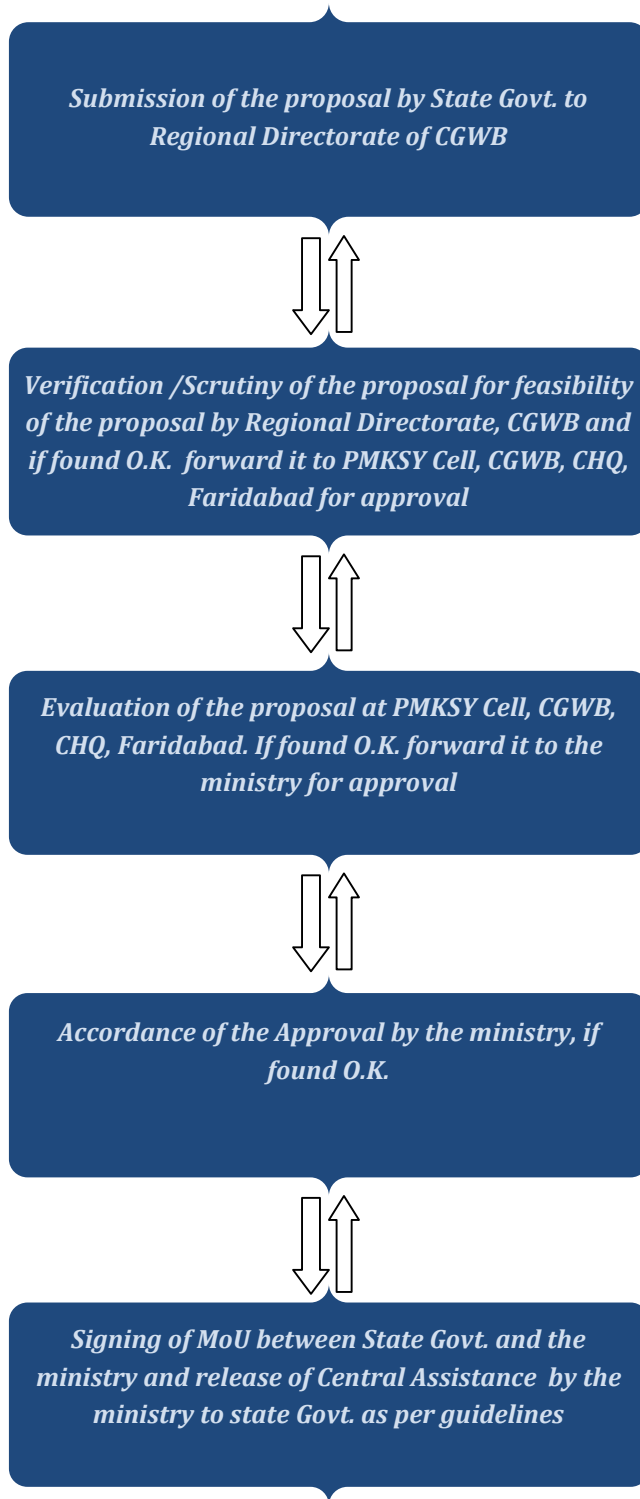 Submission of the proposal by State Govt. to
Regional Directorate of CGWB
Verification /Scrutiny of the proposal for feasibility
of the proposal by Regional Directorate, CGWB and
if found O.K. forward it to PMKSY Cell, CGWB, CHQ,
Faridabad for approval
Evaluation of the proposal at PMKSY Cell, CGWB,
CHQ, Faridabad. If found O.K. forward it to the
ministry for approval
Accordance of the Approval by the ministry, if
found O.K.
Signing of MoU between State Govt. and the
ministry and release of Central Assistance by the
ministry to state Govt. as per guidelines